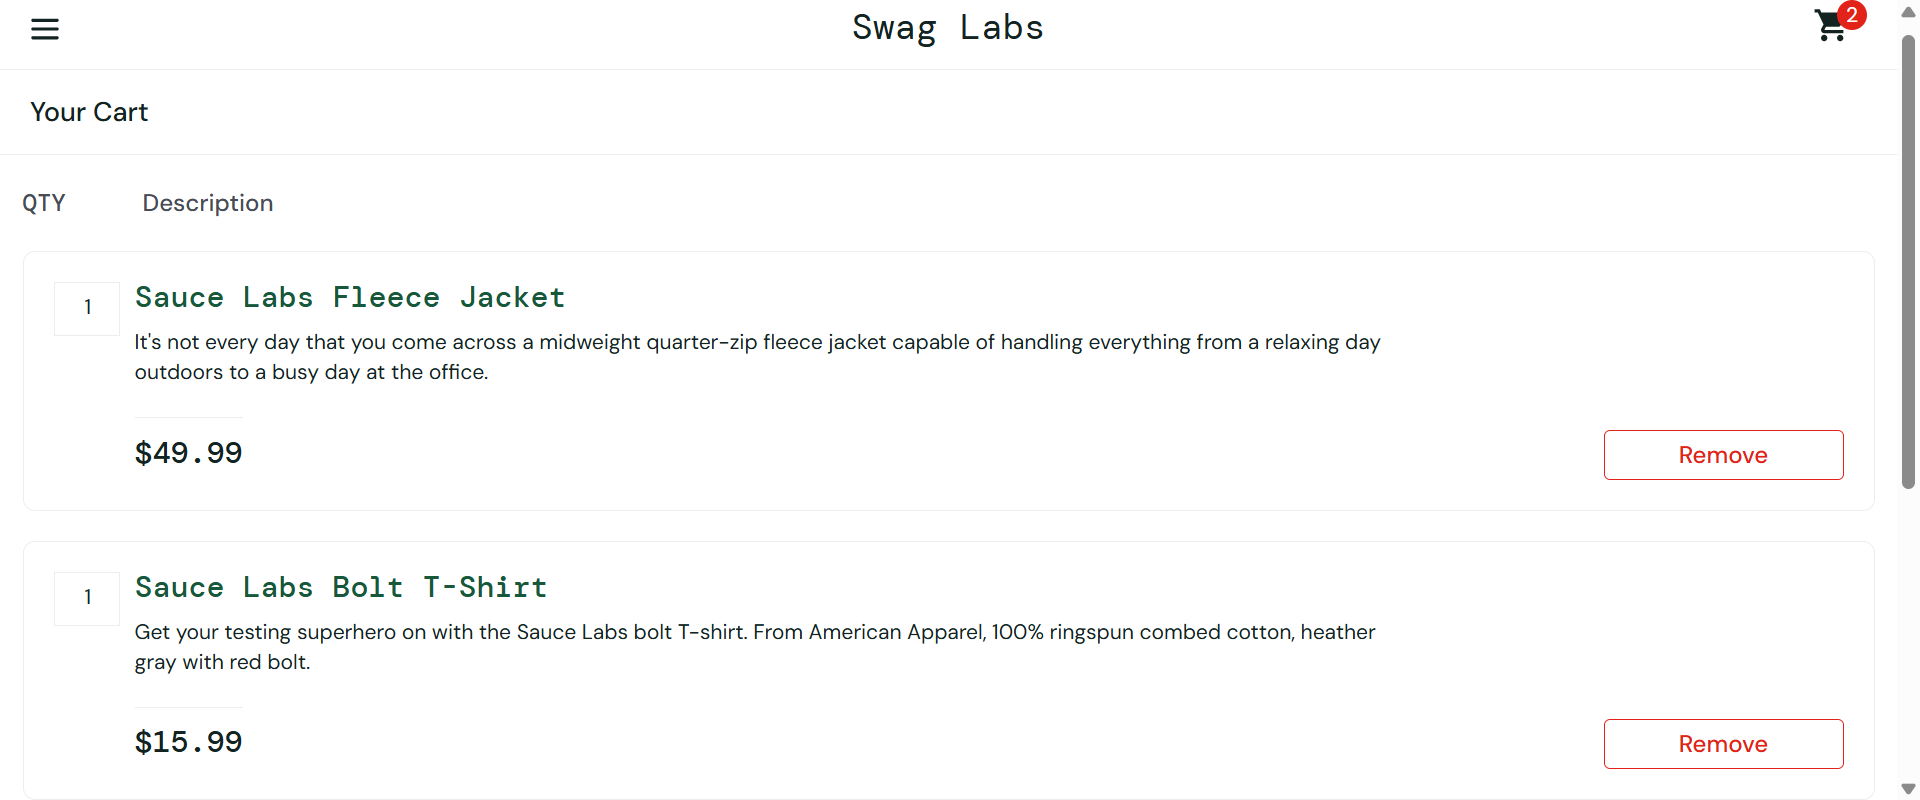 Swag Labs
2
Your Cart
QTY Description
1
Sauce Labs Fleece Jacket
It's not every day that you come across a midweight quarter-zip fleece jacket capable of handling everything from a relaxing day
outdoors to a busy day at the office.
$49.99
Remove
1
Sauce Labs Bolt T-Shirt
Get your testing superhero on with the Sauce Labs bolt T-shirt. From American Apparel, 100% ringspun combed cotton, heather
gray with red bolt.
$15.99
Remove